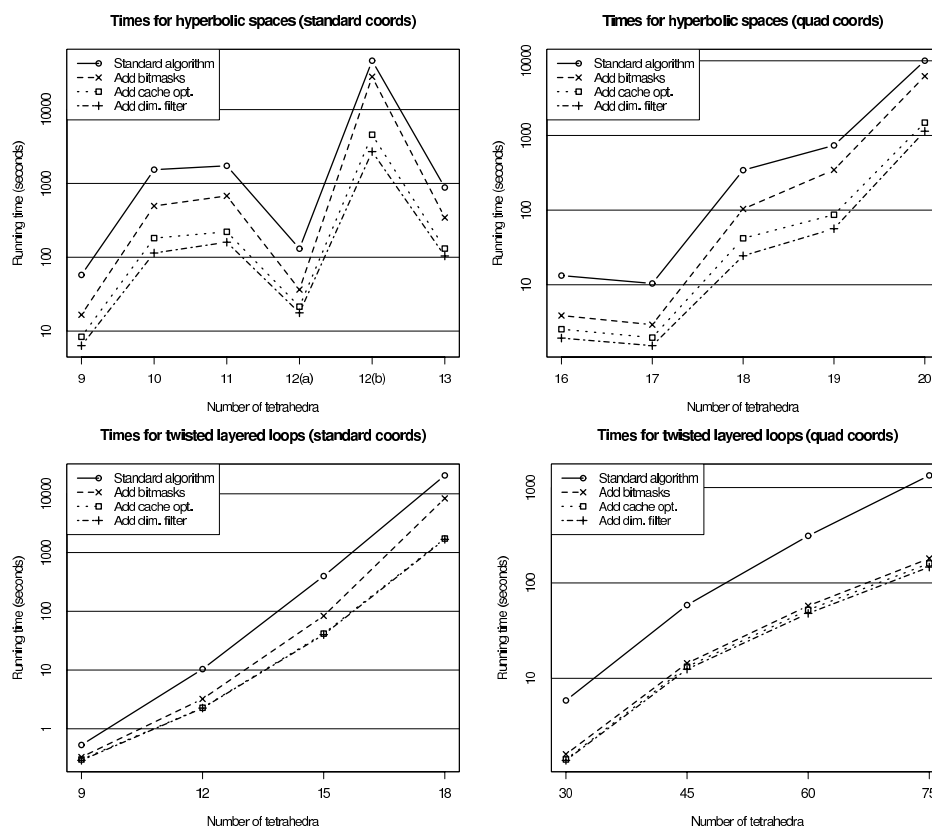 Times for hyperbolic spaces (standard coords)
Standard algorithm
Add bitmasks
Add cache opt.
Add dim. filter
Running time (seconds)
10000
1000
100
10
9 10 11 12(a) 12(b) 13
Number of tetrahedra
Times for hyperbolic spaces (quad coords)
Standard algorithm
Add bitmasks
Add cache opt.
Add dim. filter
Running time (seconds)
10000
1000
100
10
16 17 18 19 20
Number of tetrahedra
Times for twisted layered loops (standard coords)
Standard algorithm
Add bitmasks
Add cache opt.
Add dim. filter
Running time (seconds)
10000
1000
100
10
1
9 12 15 18
Number of tetrahedra
Times for twisted layered loops (quad coords)
Standard algorithm
Add bitmasks
Add cache opt.
Add dim. filter
Running time (seconds)
1000
100
10
30 45 60 75
Number of tetrahedra